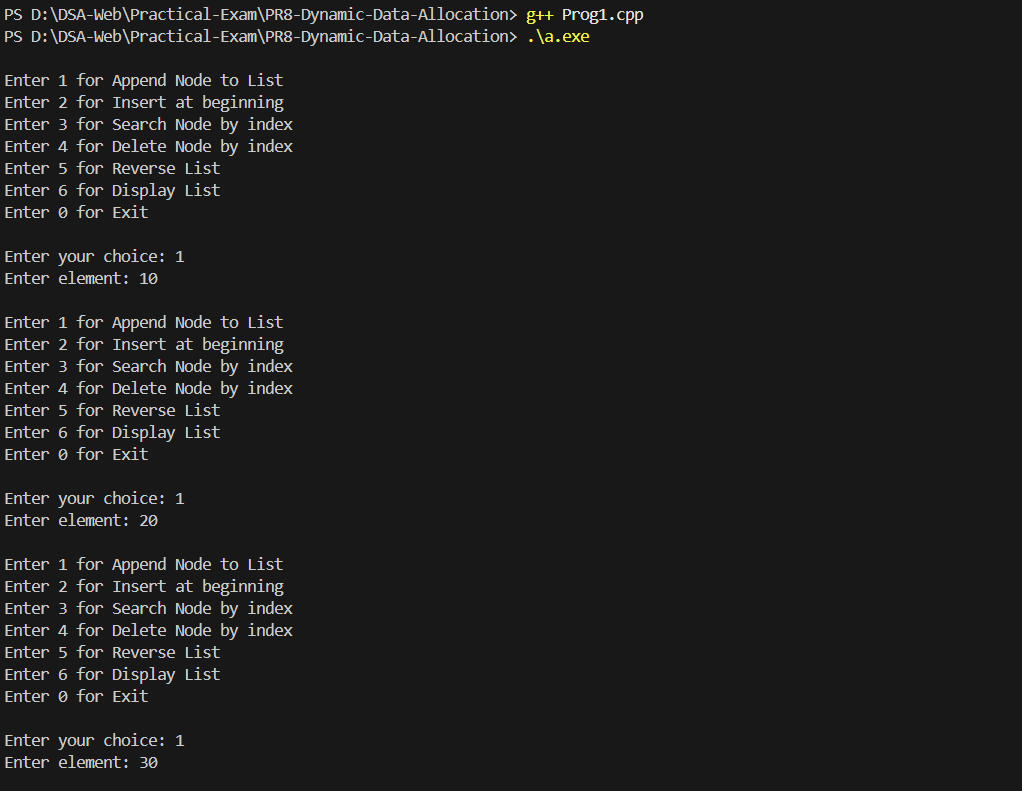 PS D:\DSA-Web\Practical-Exam\PR8-Dynamic-Data-Allocation> g++ Prog1.cpp
PS D:\DSA-Web\Practical-Exam\PR8-Dynamic-Data-Allocation> .\a.exe
Enter 1 for Append Node to List
Enter 2 for Insert at beginning
Enter 3 for Search Node by index
Enter 4 for Delete Node by index
Enter 5 for Reverse List
Enter 6 for Display List
Enter 0 for Exit
Enter your choice: 1
Enter element: 10
Enter 1 for Append Node to List
Enter 2 for Insert at beginning
Enter 3 for Search Node by index
Enter 4 for Delete Node by index
Enter 5 for Reverse List
Enter 6 for Display List
Enter 0 for Exit
Enter your choice: 1
Enter element: 20
Enter 1 for Append Node to List
Enter 2 for Insert at beginning
Enter 3 for Search Node by index
Enter 4 for Delete Node by index
Enter 5 for Reverse List
Enter 6 for Display List
Enter 0 for Exit
Enter your choice: 1
Enter element: 30